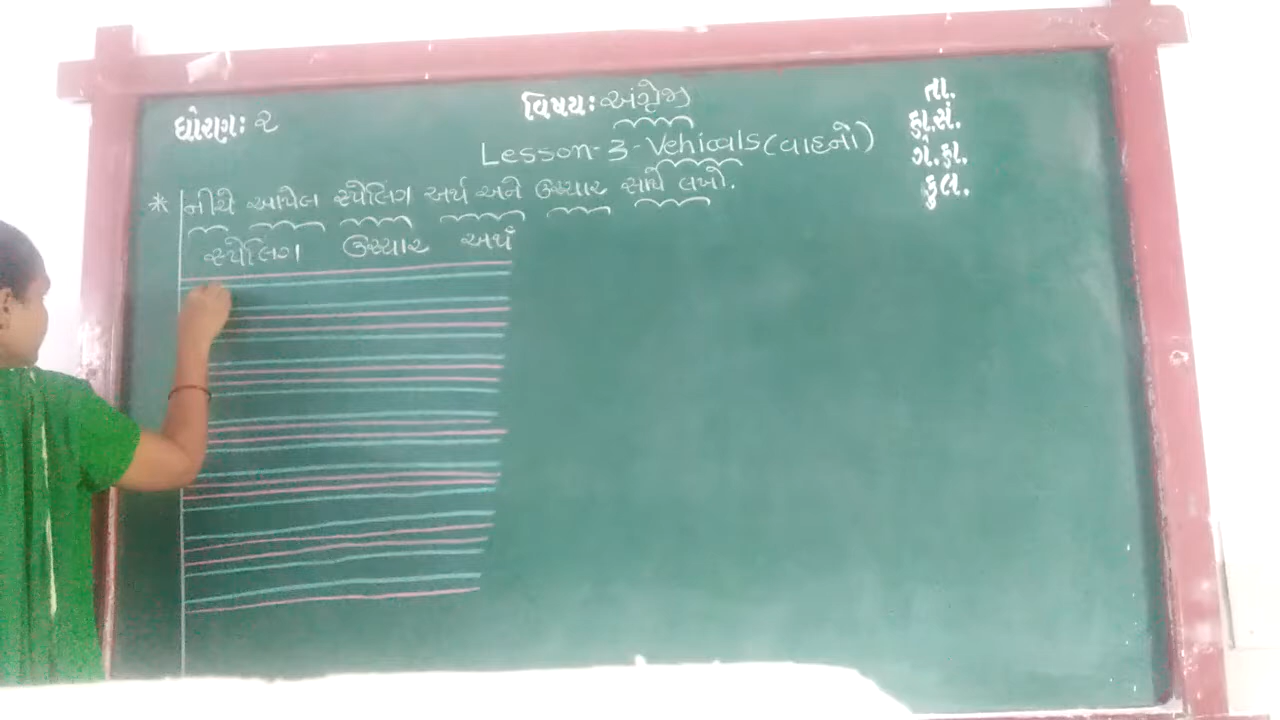 ધોરણઃ ૨
વિષયઃ અંગ્રેજી
Lesson-3-Vehicals (વાહનો)
* નીચે આપેલ સ્પેલિંગ અર્થ અને ઉચ્ચાર સાથે લખો.
સ્પેલિંગ ઉચ્ચાર અર્થ
તા.
હા.સં.
ગે.હા.
કુલ.